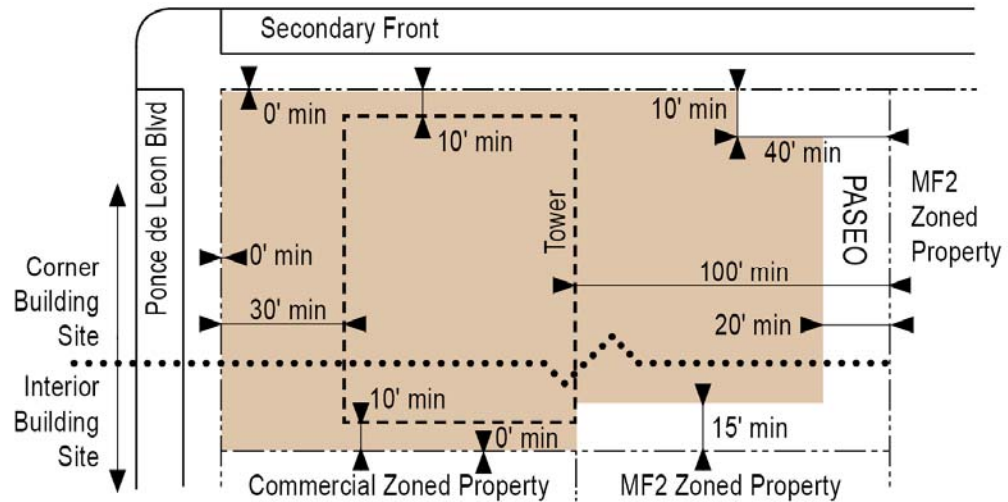 Secondary Front
Ponce de Leon Blvd
0' min
10' min
10' min
40' min
PASEO
MF2
Zoned
Property
Tower
Corner
Building
Site
0' min
100' min
30' min
20' min
Interior
Building
Site
10' min
0' min
15' min
Commercial Zoned Property
MF2 Zoned Property